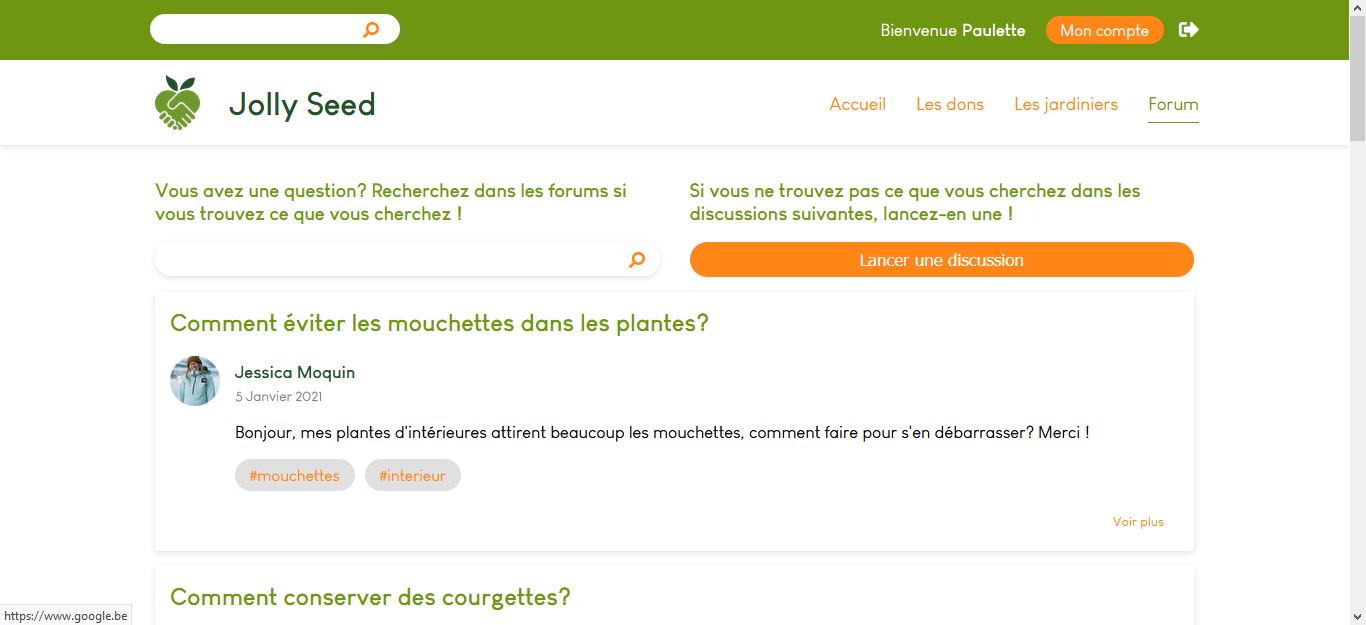 Bienvenue Paulette
Mon compte
Jolly Seed
Accueil
Les dons
Les jardiniers
Forum
Vous avez une question? Recherchez dans les forums si
vous trouvez ce que vous cherchez !
Si vous ne trouvez pas ce que vous cherchez dans les
discussions suivantes, lancez-en une !
Lancer une discussion
Comment éviter les mouchettes dans les plantes?
Jessica Moquin
5 Janvier 2021
Bonjour, mes plantes d'intérieures attirent beaucoup les mouchettes, comment faire pour s'en débarrasser? Merci !
#mouchettes
#interieur
Voir plus
Comment conserver des courgettes?
https://www.google.be